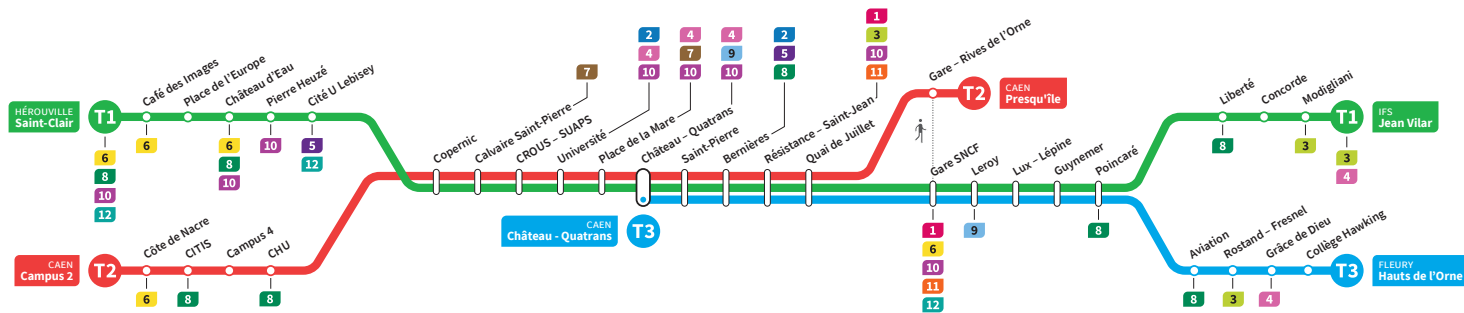 HÉROUVILLE
Saint-Clair
T1
6
8
10
12
Café des Images
6
Place de l'Europe
Château d'Eau
6
8
10
Pierre Heuzé
10
Cité U Lebisey
5
12
CAEN
Campus 2
T2
Côte de Nacre
6
CITIS
8
Campus 4
CHU
8
Copernic
Calvaire Saint-Pierre
7
CROUS – SUAPS
Université
2
4
10
Place de la Mare
4
7
10
Château – Quatrans
4
9
10
CAEN
Château - Quatrans
T3
Saint-Pierre
Bernières
2
5
8
Résistance – Saint-Jean
1
3
10
11
Quai de Juillet
Gare – Rives de l'Orne
T2
CAEN
Presqu'île
Gare SNCF
1
6
10
11
12
Leroy
9
Lux – Lépine
Guynemer
Poincaré
8
Liberté
8
Concorde
Modigliani
3
T1
IFS
Jean Vilar
3
4
Aviation
8
Rostand – Fresnel
3
Grâce de Dieu
4
Collège Hawking
T3
FLEURY
Hauts de l'Orne